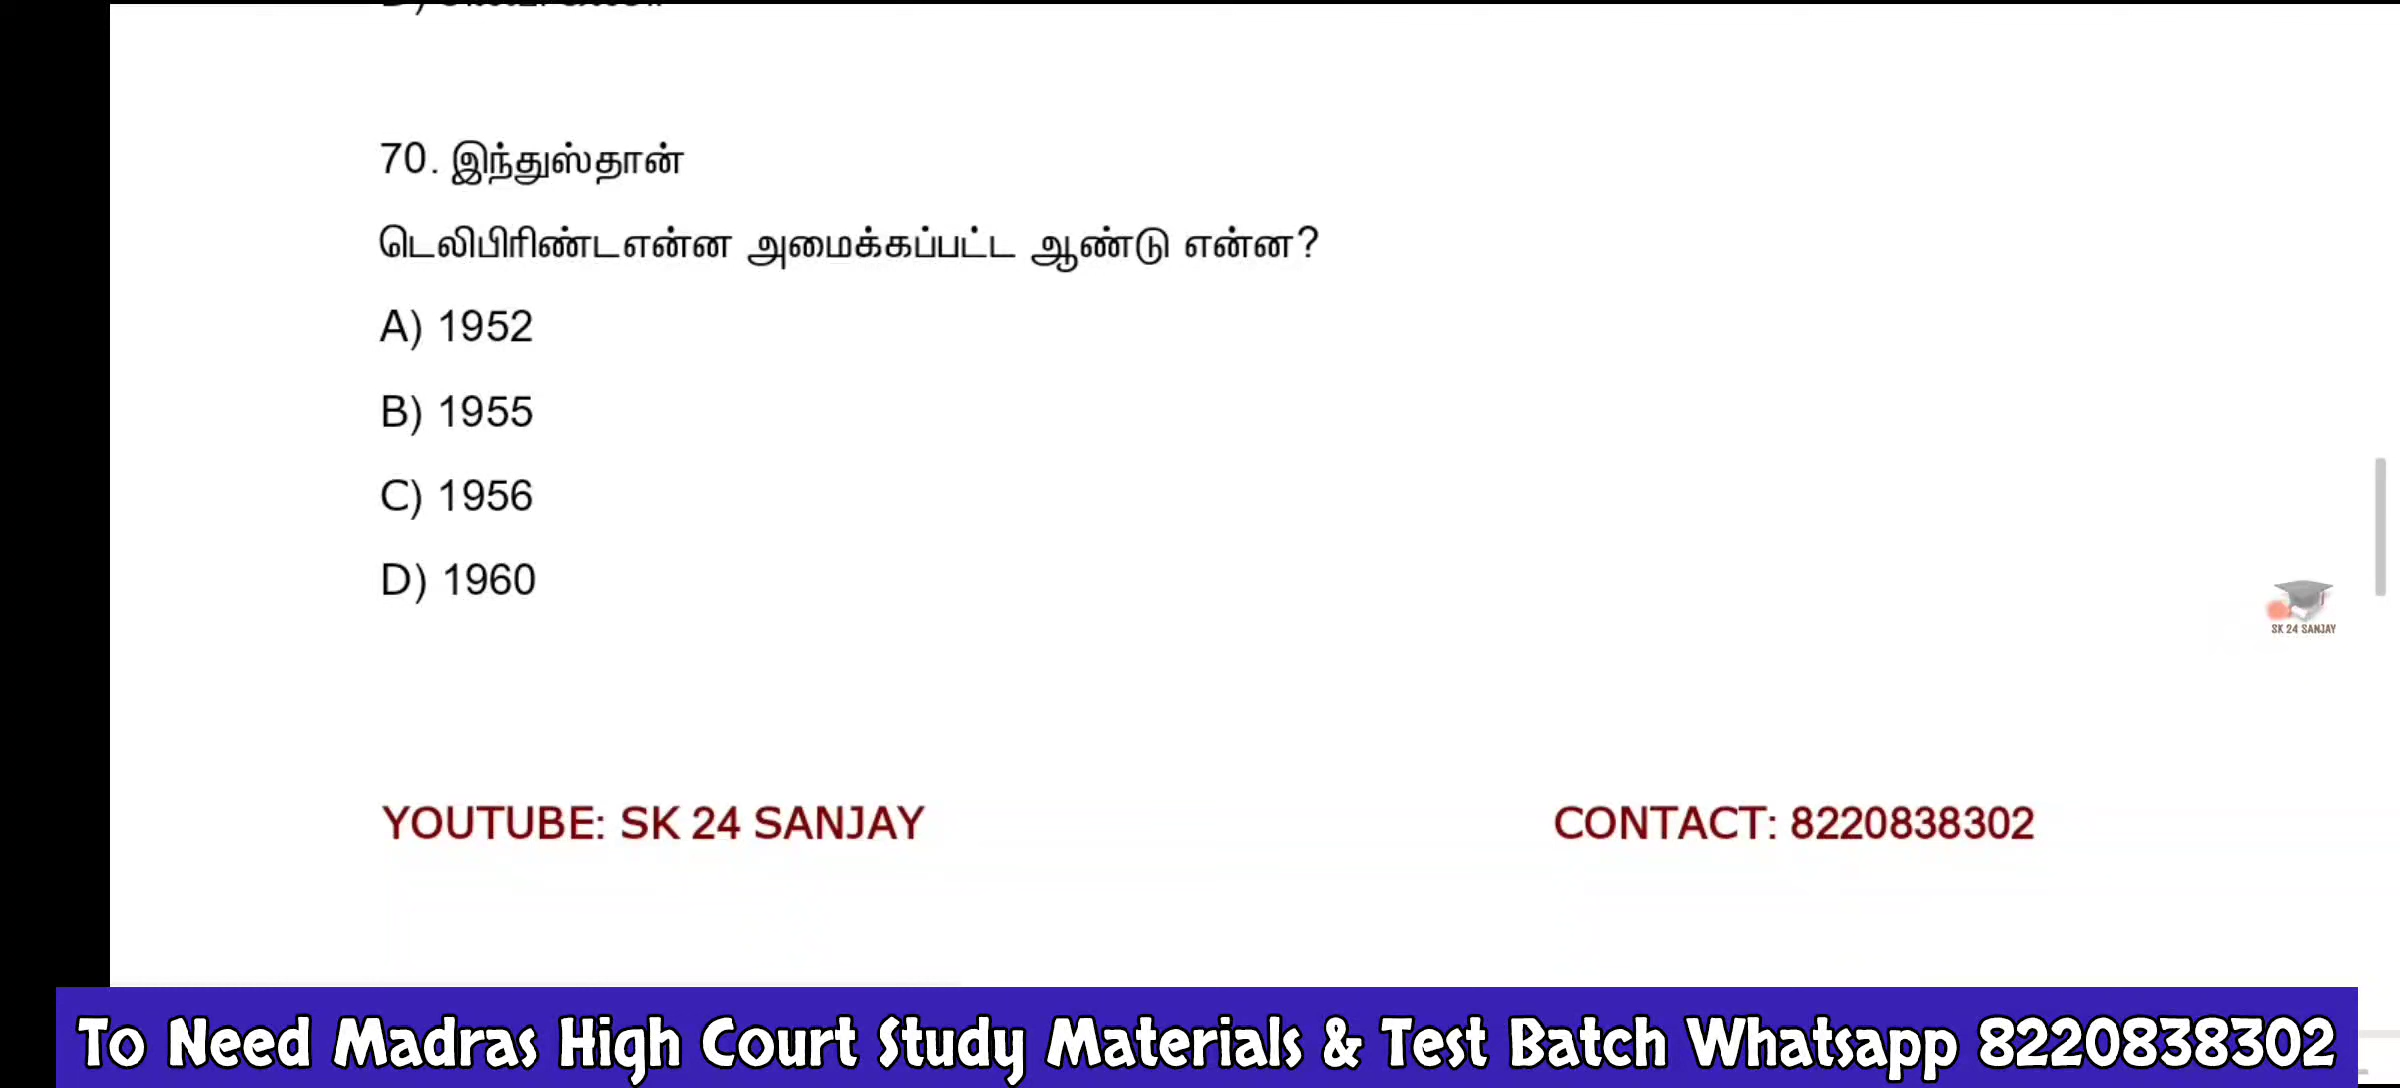 70. இந்துஸ்தான்
டெலிபிரிண்டஎன்ன அமைக்கப்பட்ட ஆண்டு என்ன?
A) 1952
B) 1955
C) 1956
D) 1960
SK 24 SANJAY
YOUTUBE: SK 24 SANJAY CONTACT: 8220838302
To Need Madras High Court Study Materials & Test Batch Whatsapp 8220838302